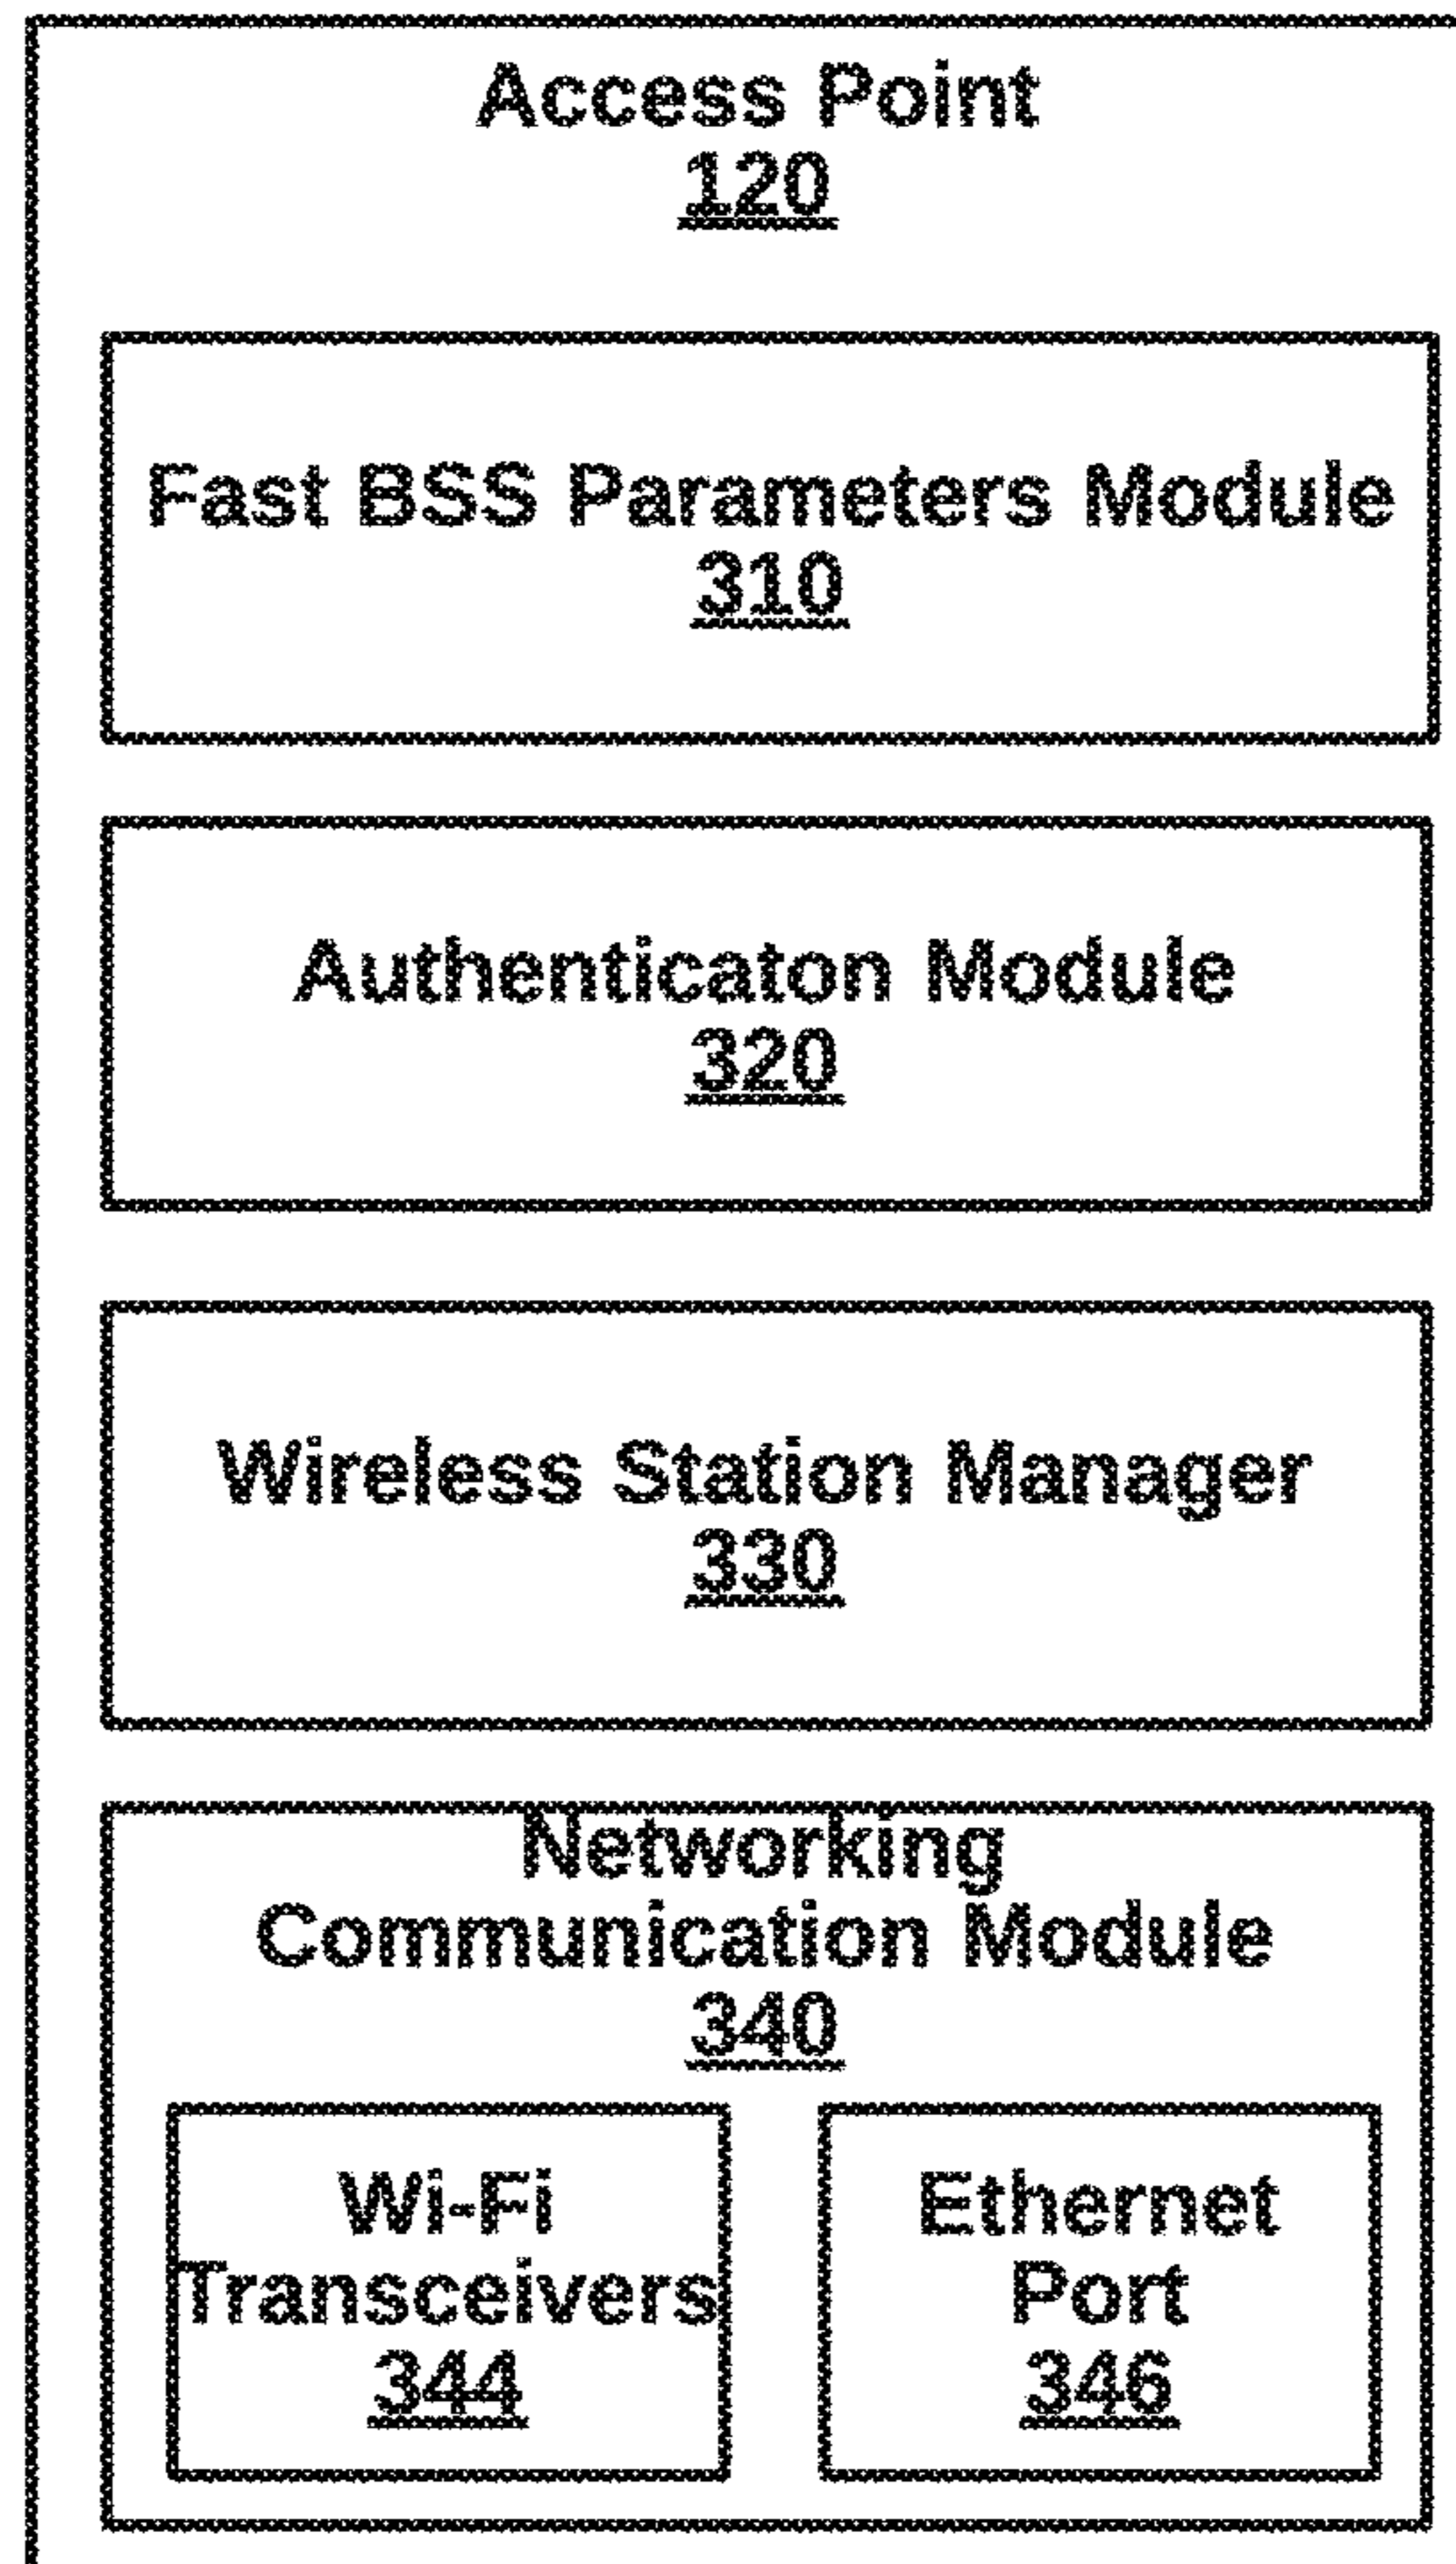 Access Point
120
Fast BSS Parameters Module
310
Authenticaton Module
320
Wireless Station Manager
330
Networking
Communication Module
340
Wi-Fi
Transceivers
344
Ethernet
Port
346